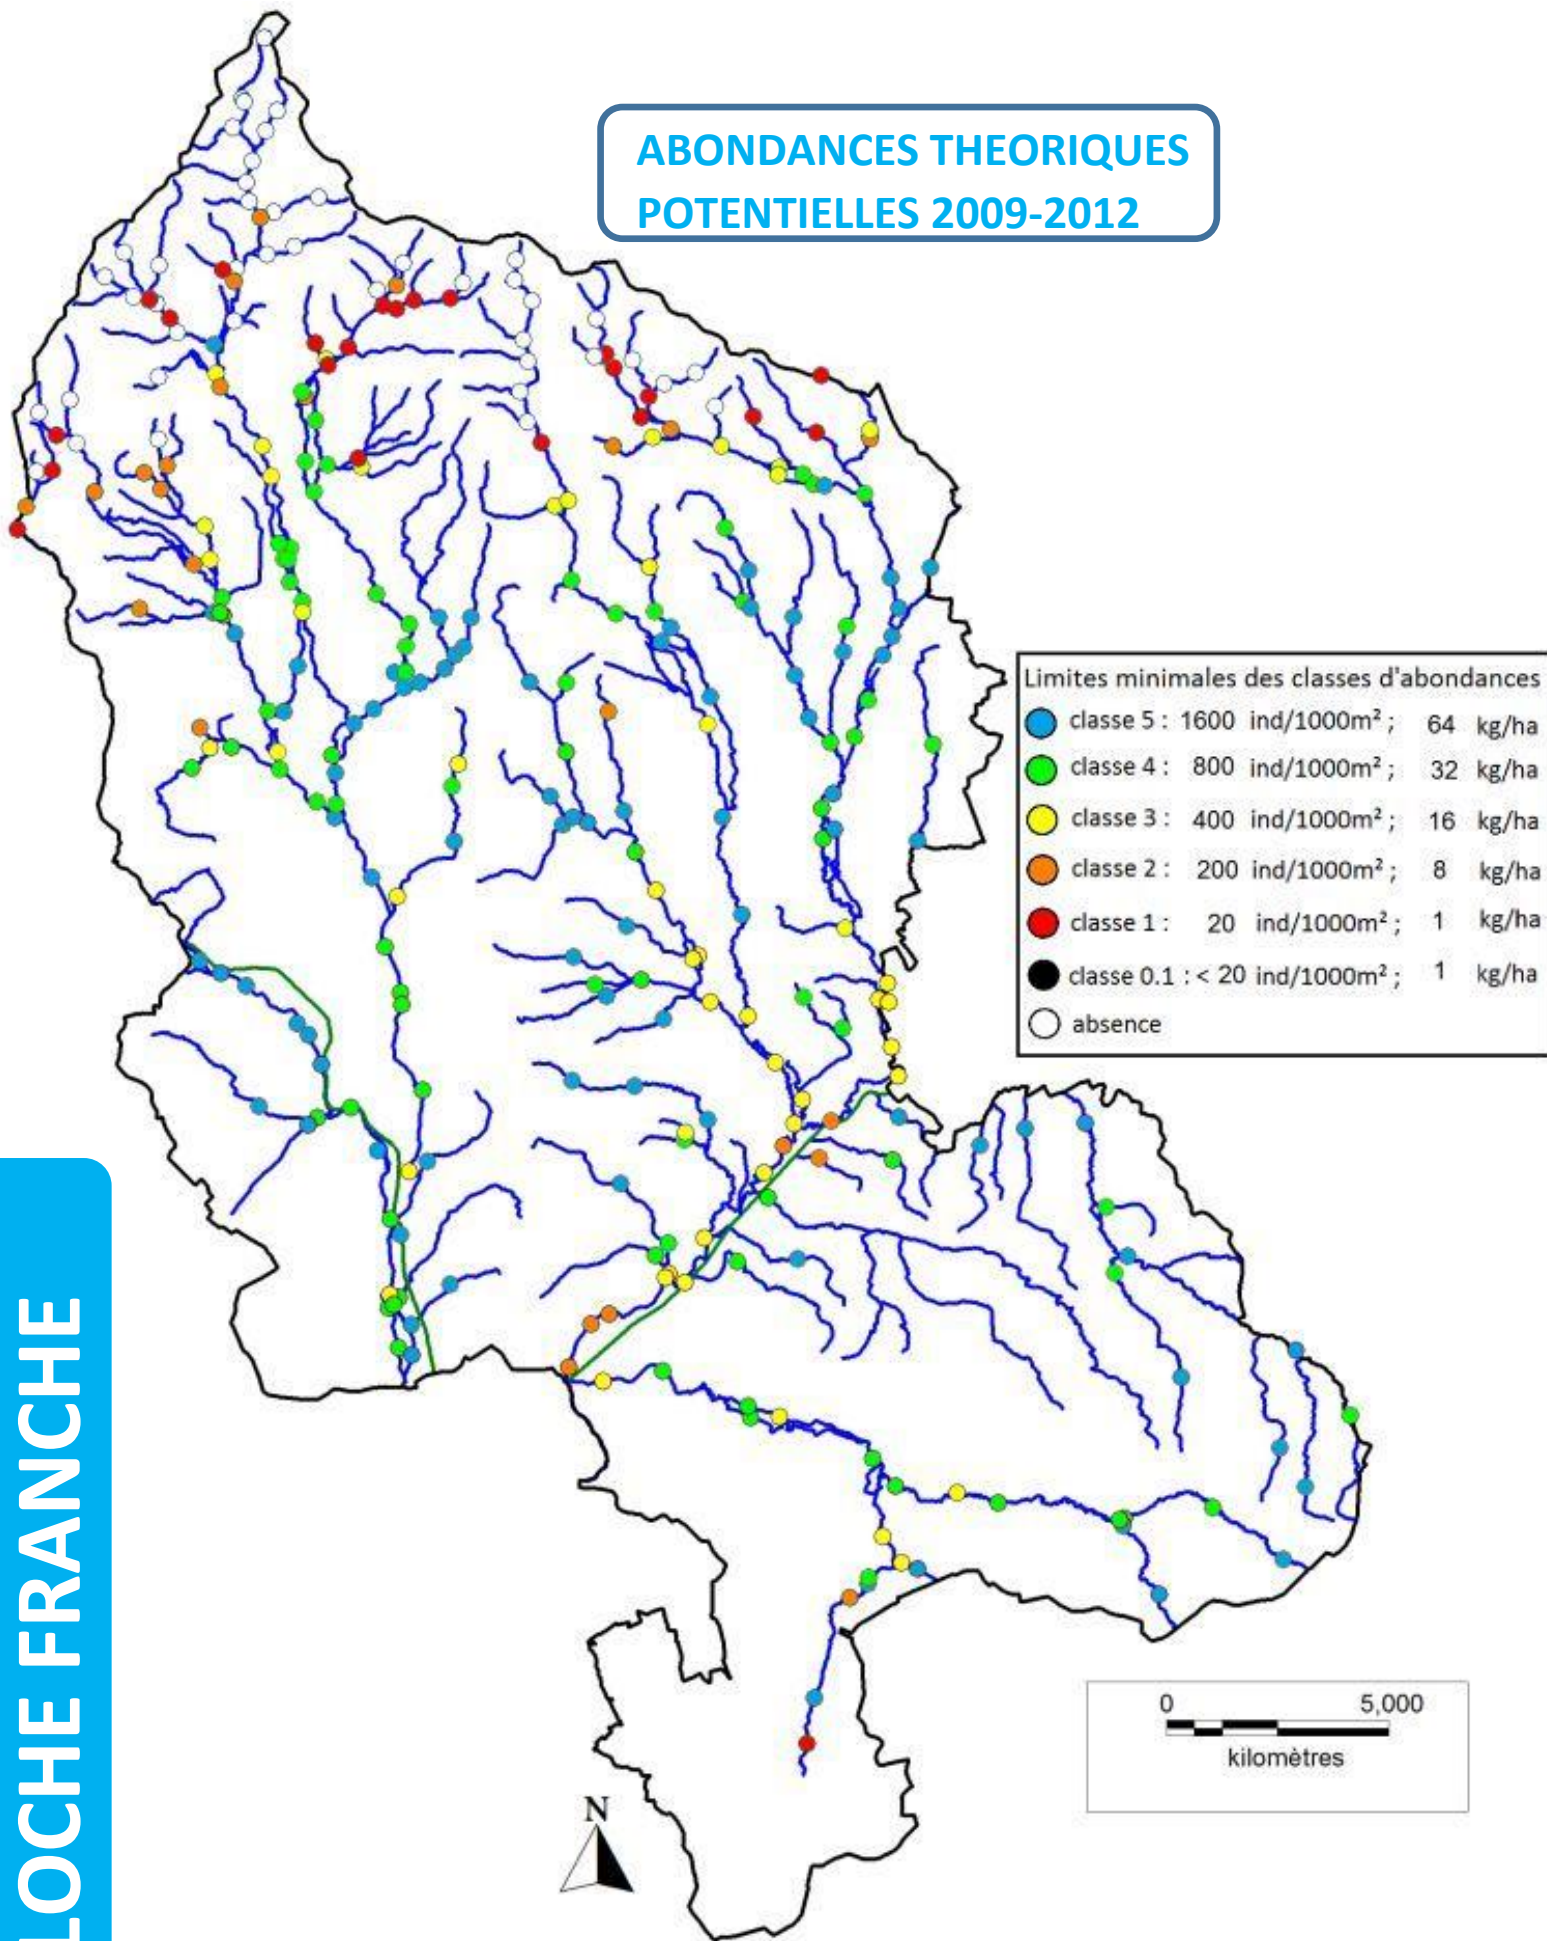 ABONDANCES THEORIQUES
POTENTIELLES 2009-2012
Limites minimales des classes d'abondances
classe 5 : 1600 ind/1000m² ; 64 kg/ha
classe 4 : 800 ind/1000m² ; 32 kg/ha
classe 3 : 400 ind/1000m² ; 16 kg/ha
classe 2 : 200 ind/1000m² ; 8 kg/ha
classe 1 : 20 ind/1000m² ; 1 kg/ha
classe 0.1 : < 20 ind/1000m² ; 1 kg/ha
absence
LOCHE FRANCHE
0 5,000
kilomètres
N